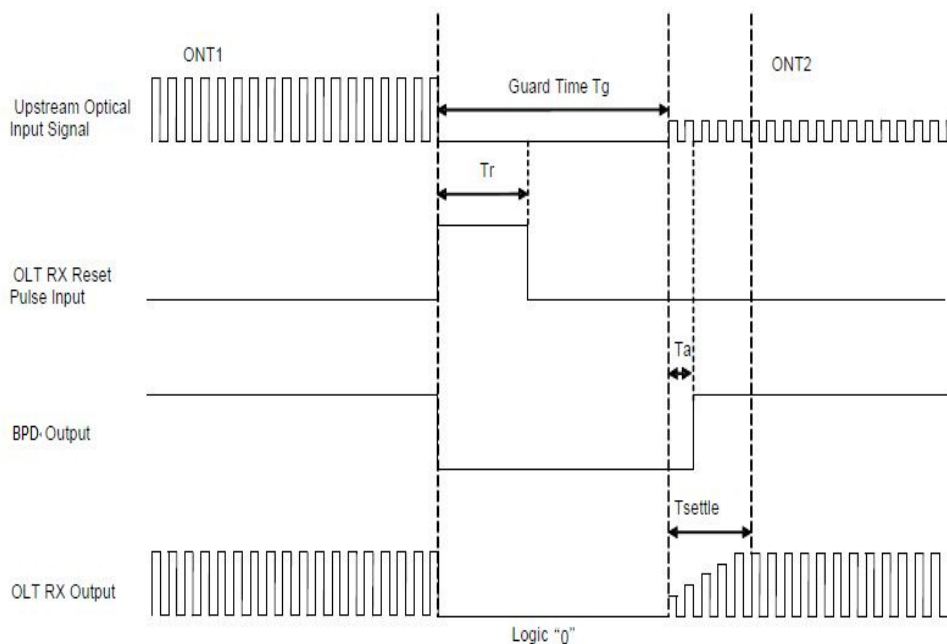 ONT1
ONT2
Guard Time Tg
Upstream Optical
Input Signal
Tr
OLT RX Reset
Pulse Input
Ta
BPD Output
Tsettle
OLT RX Output
Logic "0"